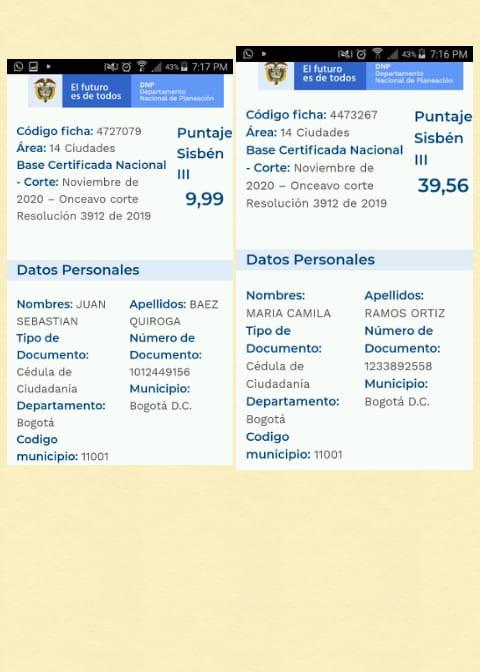 43% 7:17 PM
El futuro
es de todos
DNP
Departamento
Nacional de Planeación
Código ficha: 4727079
Área: 14 Ciudades
Base Certificada Nacional
- Corte: Noviembre de
2020 – Onceavo corte
Resolución 3912 de 2019
Puntaje
Sisbén
III
9,99
Datos Personales
Nombres: JUAN
SEBASTIAN
Tipo de
Documento:
Cédula de
Ciudadanía
Departamento:
Bogotá
Codigo
municipio: 11001
Apellidos: BAEZ
QUIROGA
Número de
Documento:
1012449156
Municipio:
Bogotá D.C.
43% 7:16 PM
El futuro
es de todos
DNP
Departamento
Nacional de Planeación
Código ficha: 4473267
Área: 14 Ciudades
Base Certificada Nacional
- Corte: Noviembre de
2020 – Onceavo corte
Resolución 3912 de 2019
Puntaje
Sisbén
III
39,56
Datos Personales
Nombres:
MARIA CAMILA
Tipo de
Documento:
Cédula de
Ciudadanía
Departamento:
Bogotá
Codigo
municipio: 11001
Apellidos:
RAMOS ORTIZ
Número de
Documento:
1233892558
Municipio:
Bogotá D.C.